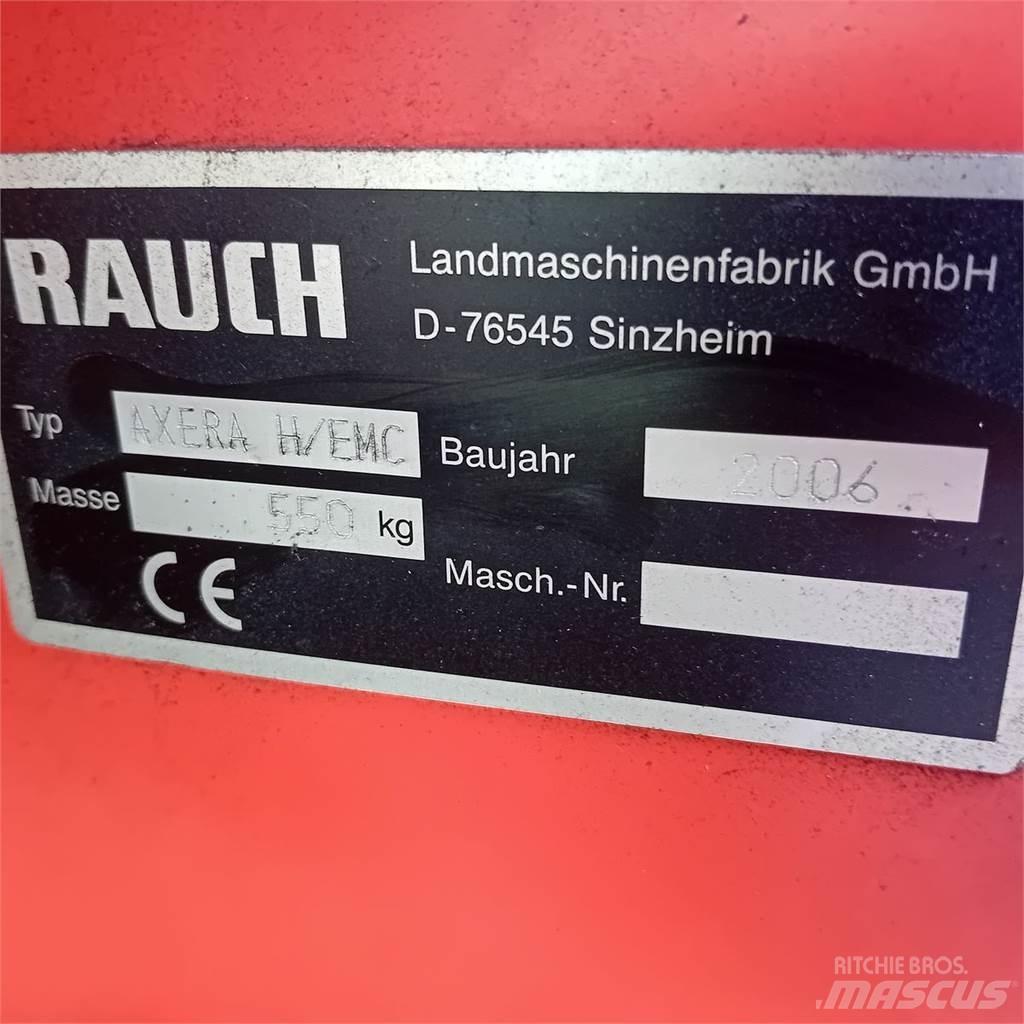 RAUCH
Landmaschinenfabrik GmbH
D-76545 Sinzheim
Typ AXERA H/EMC
Baujahr 2006
Masse 550 kg
Masch.-Nr.
CE
RITCHIE BROS.
MASCUS